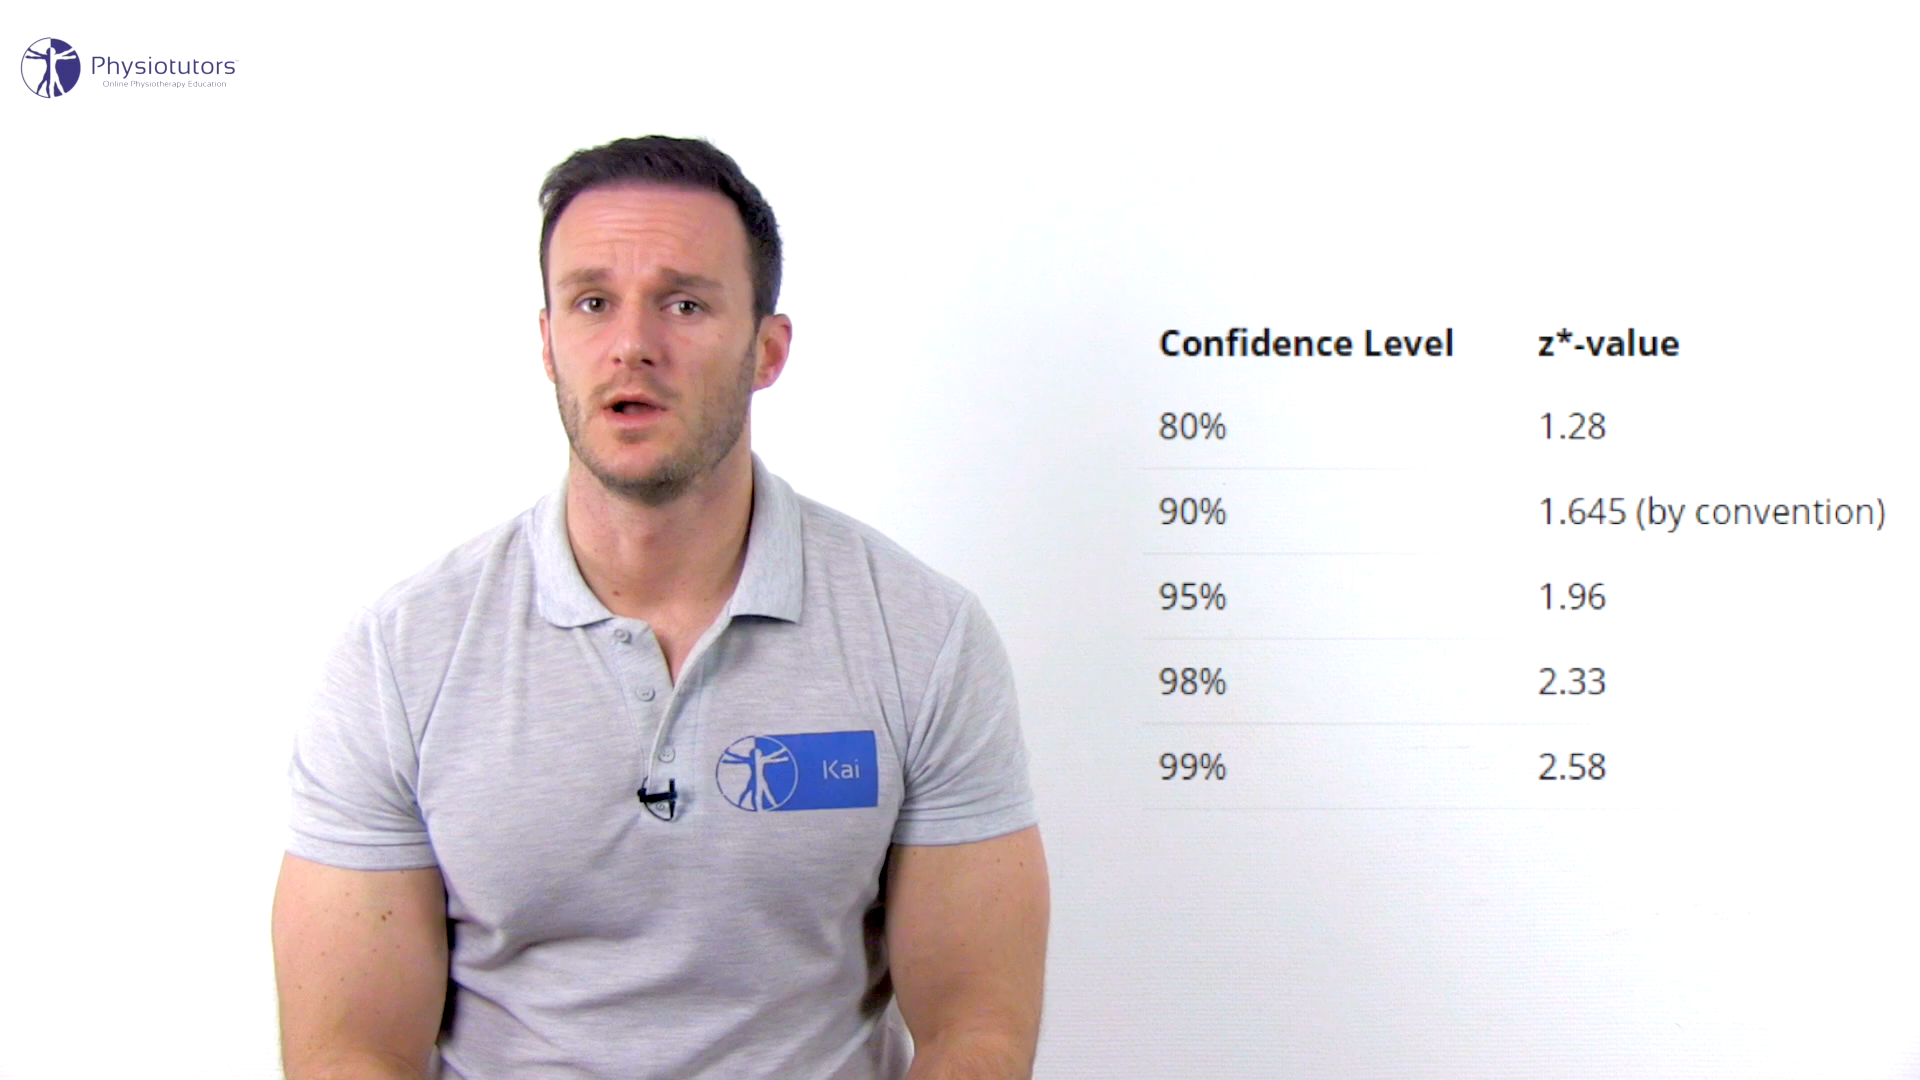 Physiotutors
Online Physiotherapy Education
Confidence Level z*-value
80% 1.28
90% 1.645 (by convention)
95% 1.96
98% 2.33
99% 2.58
Kai